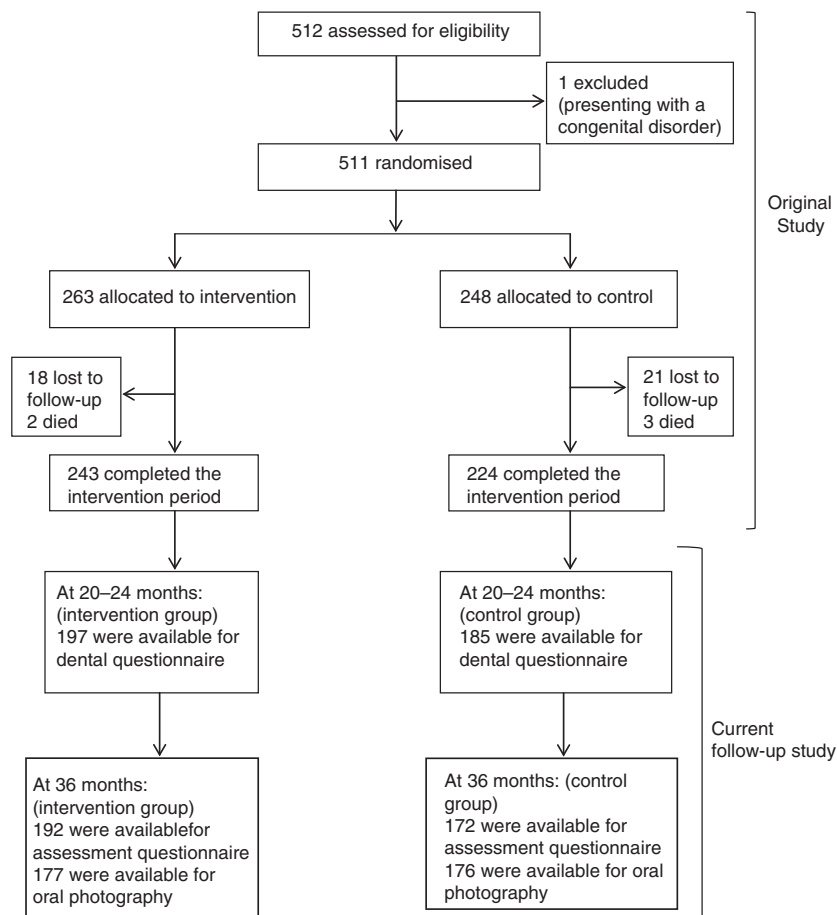 512 assessed for eligibility
1 excluded
(presenting with a
congenital disorder)
511 randomised
Original
Study
263 allocated to intervention
248 allocated to control
18 lost to
follow-up
2 died
21 lost to
follow-up
3 died
243 completed the
intervention period
224 completed the
intervention period
At 20–24 months:
(intervention group)
197 were available for
dental questionnaire
At 20–24 months:
(control group)
185 were available for
dental questionnaire
Current
follow-up study
At 36 months:
(intervention group)
192 were availablefor
assessment questionnaire
177 were available for
oral photography
At 36 months: (control
group)
172 were available for
assessment questionnaire
176 were available for oral
photography